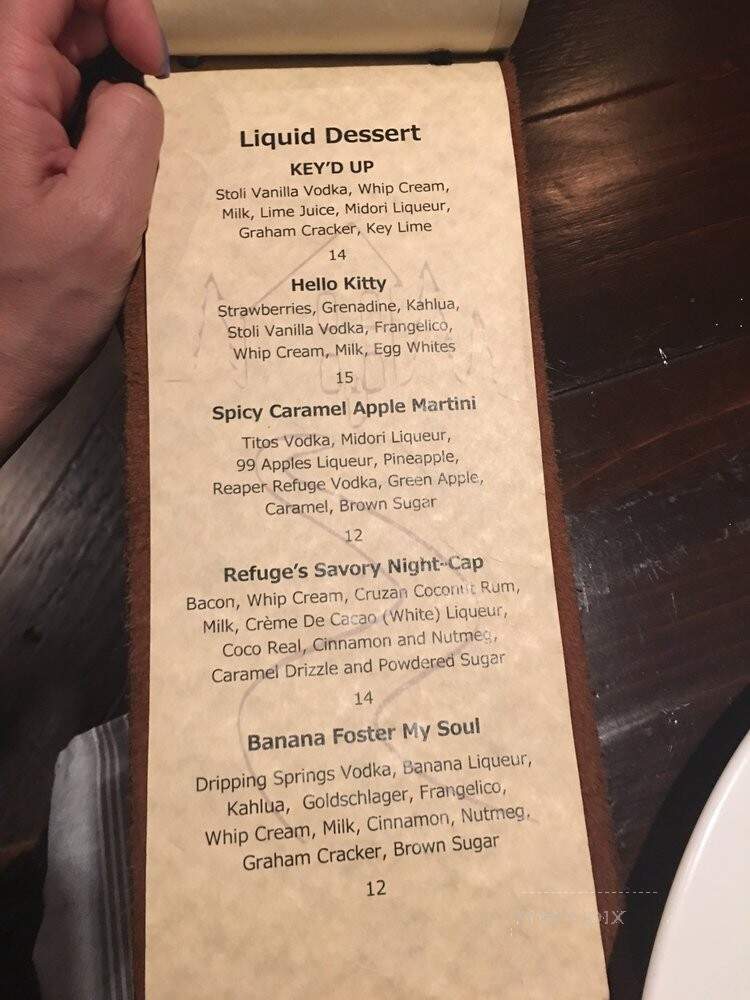 Liquid Dessert
KEY'D UP
Stoli Vanilla Vodka, Whip Cream,
Milk, Lime Juice, Midori Liqueur,
Graham Cracker, Key Lime
14
Hello Kitty
Strawberries, Grenadine, Kahlua,
Stoli Vanilla Vodka, Frangelico,
Whip Cream, Milk, Egg Whites
15
Spicy Caramel Apple Martini
Titos Vodka, Midori Liqueur,
99 Apples Liqueur, Pineapple,
Reaper Refuge Vodka, Green Apple,
Caramel, Brown Sugar
12
Refuge's Savory Night-Cap
Bacon, Whip Cream, Cruzan Coconut Rum,
Milk, Crème De Cacao (White) Liqueur,
Coco Real, Cinnamon and Nutmeg,
Caramel Drizzle and Powdered Sugar
14
Banana Foster My Soul
Dripping Springs Vodka, Banana Liqueur,
Kahlua, Goldschlager, Frangelico,
Whip Cream, Milk, Cinnamon, Nutmeg,
Graham Cracker, Brown Sugar
12